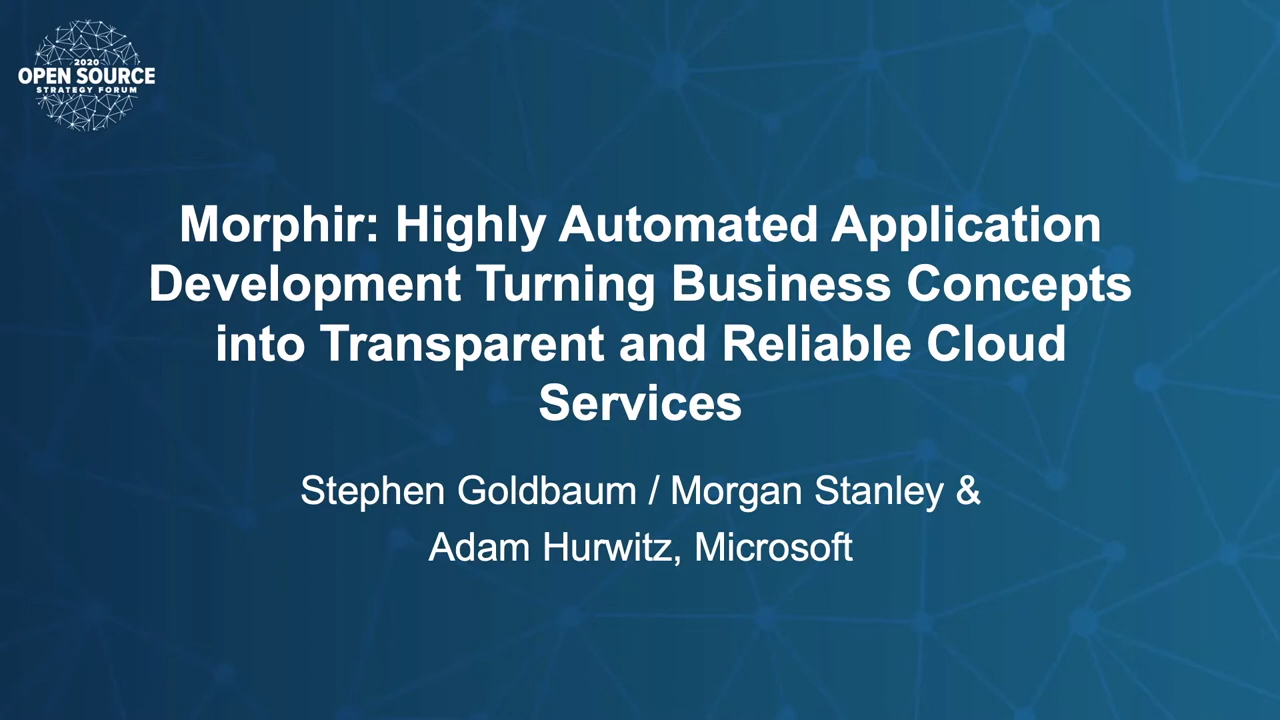 2020
OPEN SOURCE
STRATEGY FORUM
Morphir: Highly Automated Application
Development Turning Business Concepts
into Transparent and Reliable Cloud
Services
Stephen Goldbaum / Morgan Stanley &
Adam Hurwitz, Microsoft